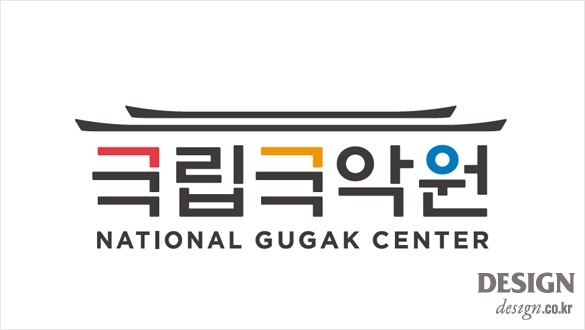 국립국악원
NATIONAL GUGAK CENTER
DESIGN
design.co.kr